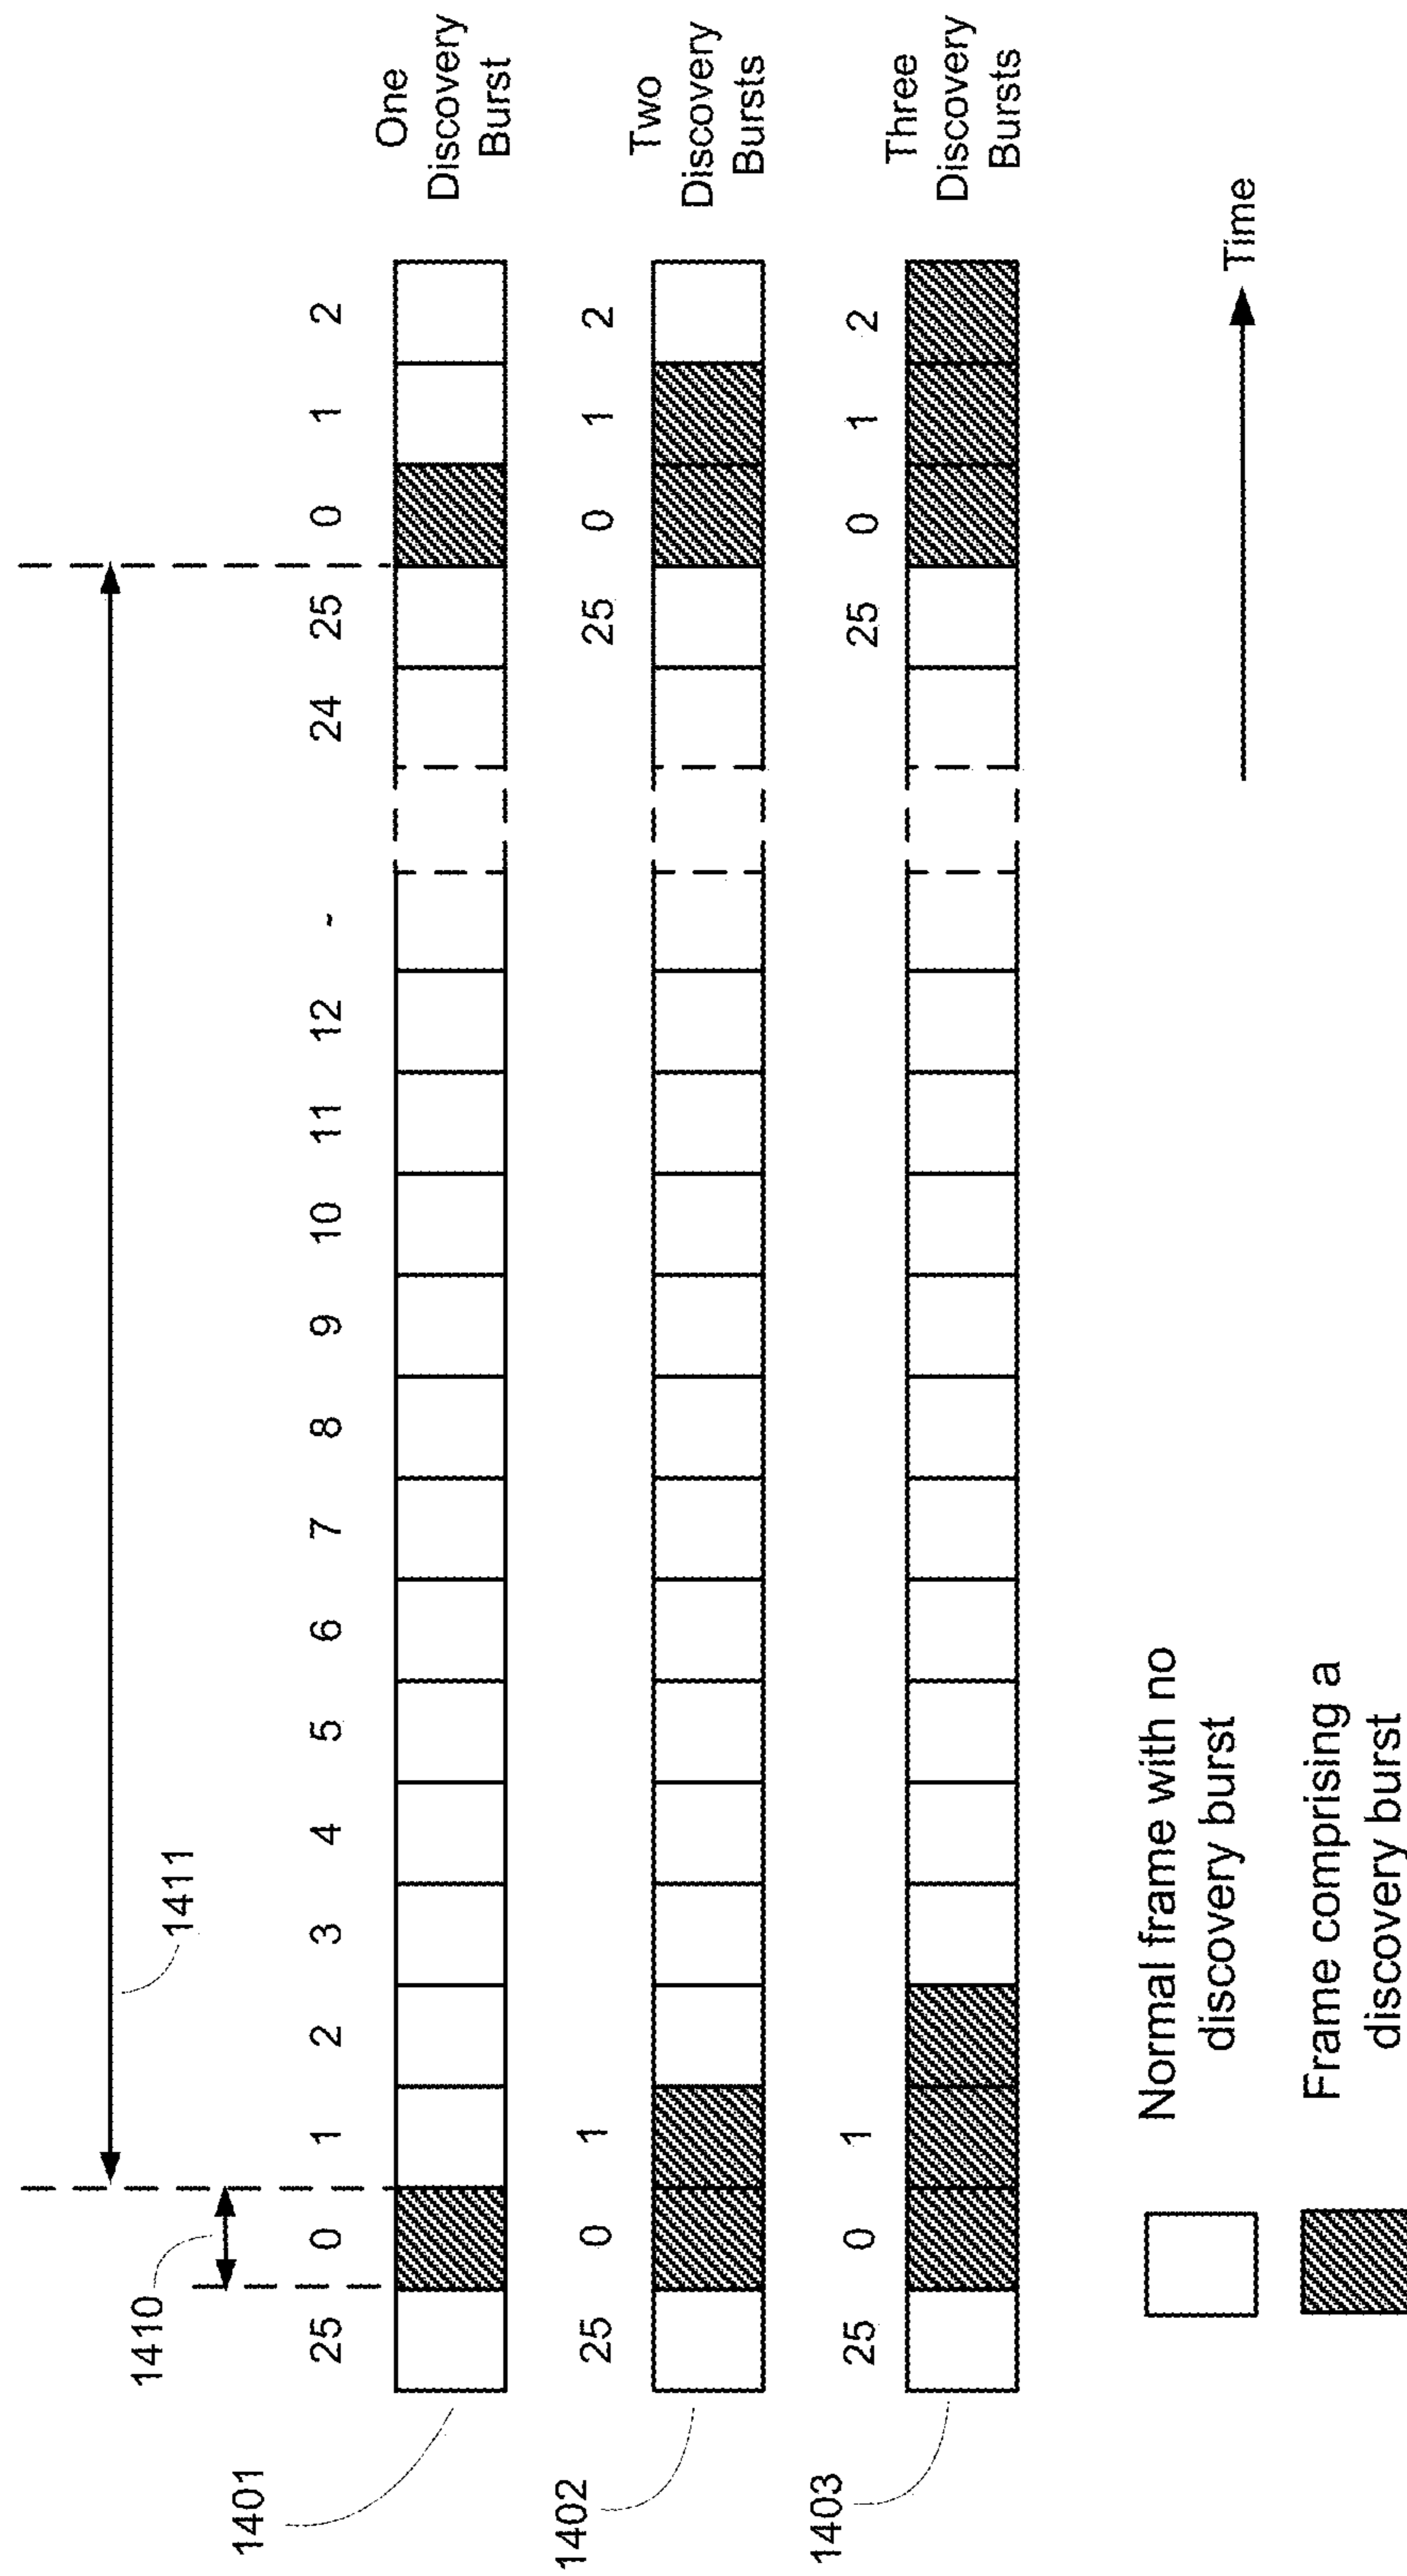 1411
1410
25 0 1 2 3 4 5 6 7 8 9 10 11 12 ~ 24 25 0 1 2
1401
One
Discovery
Burst
25 0 1 25 0 1 2
1402
Two
Discovery
Bursts
25 0 1 25 0 1 2
1403
Three
Discovery
Bursts
Normal frame with no
discovery burst
Time
Frame comprising a
discovery burst